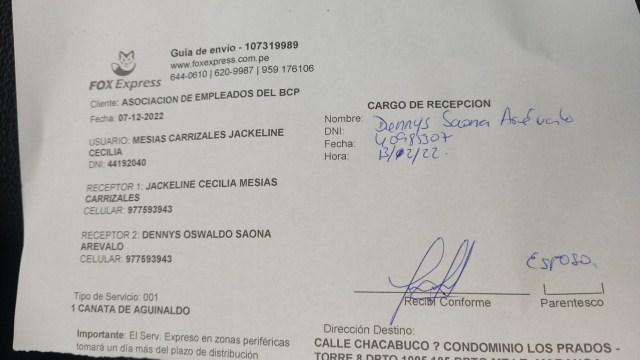 Guía de envío - 107319989
www.foxexpress.com.pe
644-0610 | 620-9987 | 959 176106
FOX Express
Cliente: ASOCIACION DE EMPLEADOS DEL BCP
Fecha: 07-12-2022
USUARIO: MESIAS CARRIZALES JACKELINE
CECILIA
DNI: 44192040
RECEPTOR 1: JACKELINE CECILIA MESIAS
CARRIZALES
CELULAR: 977593943
RECEPTOR 2: DENNYS OSWALDO SAONA
AREVALO
CELULAR: 977593943
Tipo de Servicio: 001
1 CANATA DE AGUINALDO
Importante: El Serv. Expreso en zonas periféricas
tomará un día más del plazo de distribución
CARGO DE RECEPCION
Nombre: Dennys Saona Arévalo
DNI: 40985307
Fecha: 13/12/22.
Hora:
Esposo.
Recibí Conforme
Parentesco
Dirección Destino:
CALLE CHACABUCO ? CONDOMINIO LOS PRADOS -
TORRE 8 DPTO 1005